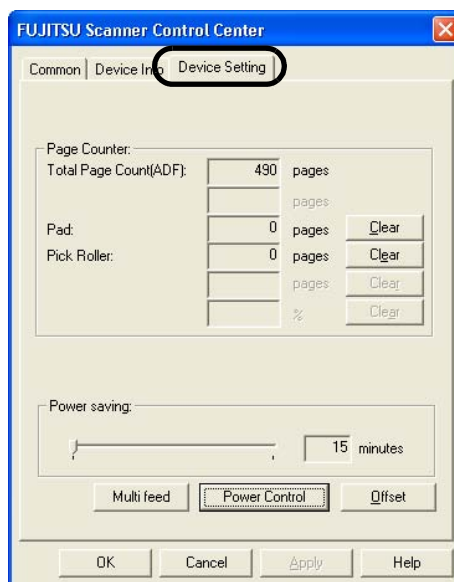 FUJITSU Scanner Control Center
Common Device Info Device Setting
Page Counter:
Total Page Count(ADF): 490 pages
pages
Pad: 0 pages Clear
Pick Roller: 0 pages Clear
pages Clear
% Clear
Power saving:
15 minutes
Multi feed Power Control Offset
OK Cancel Apply Help